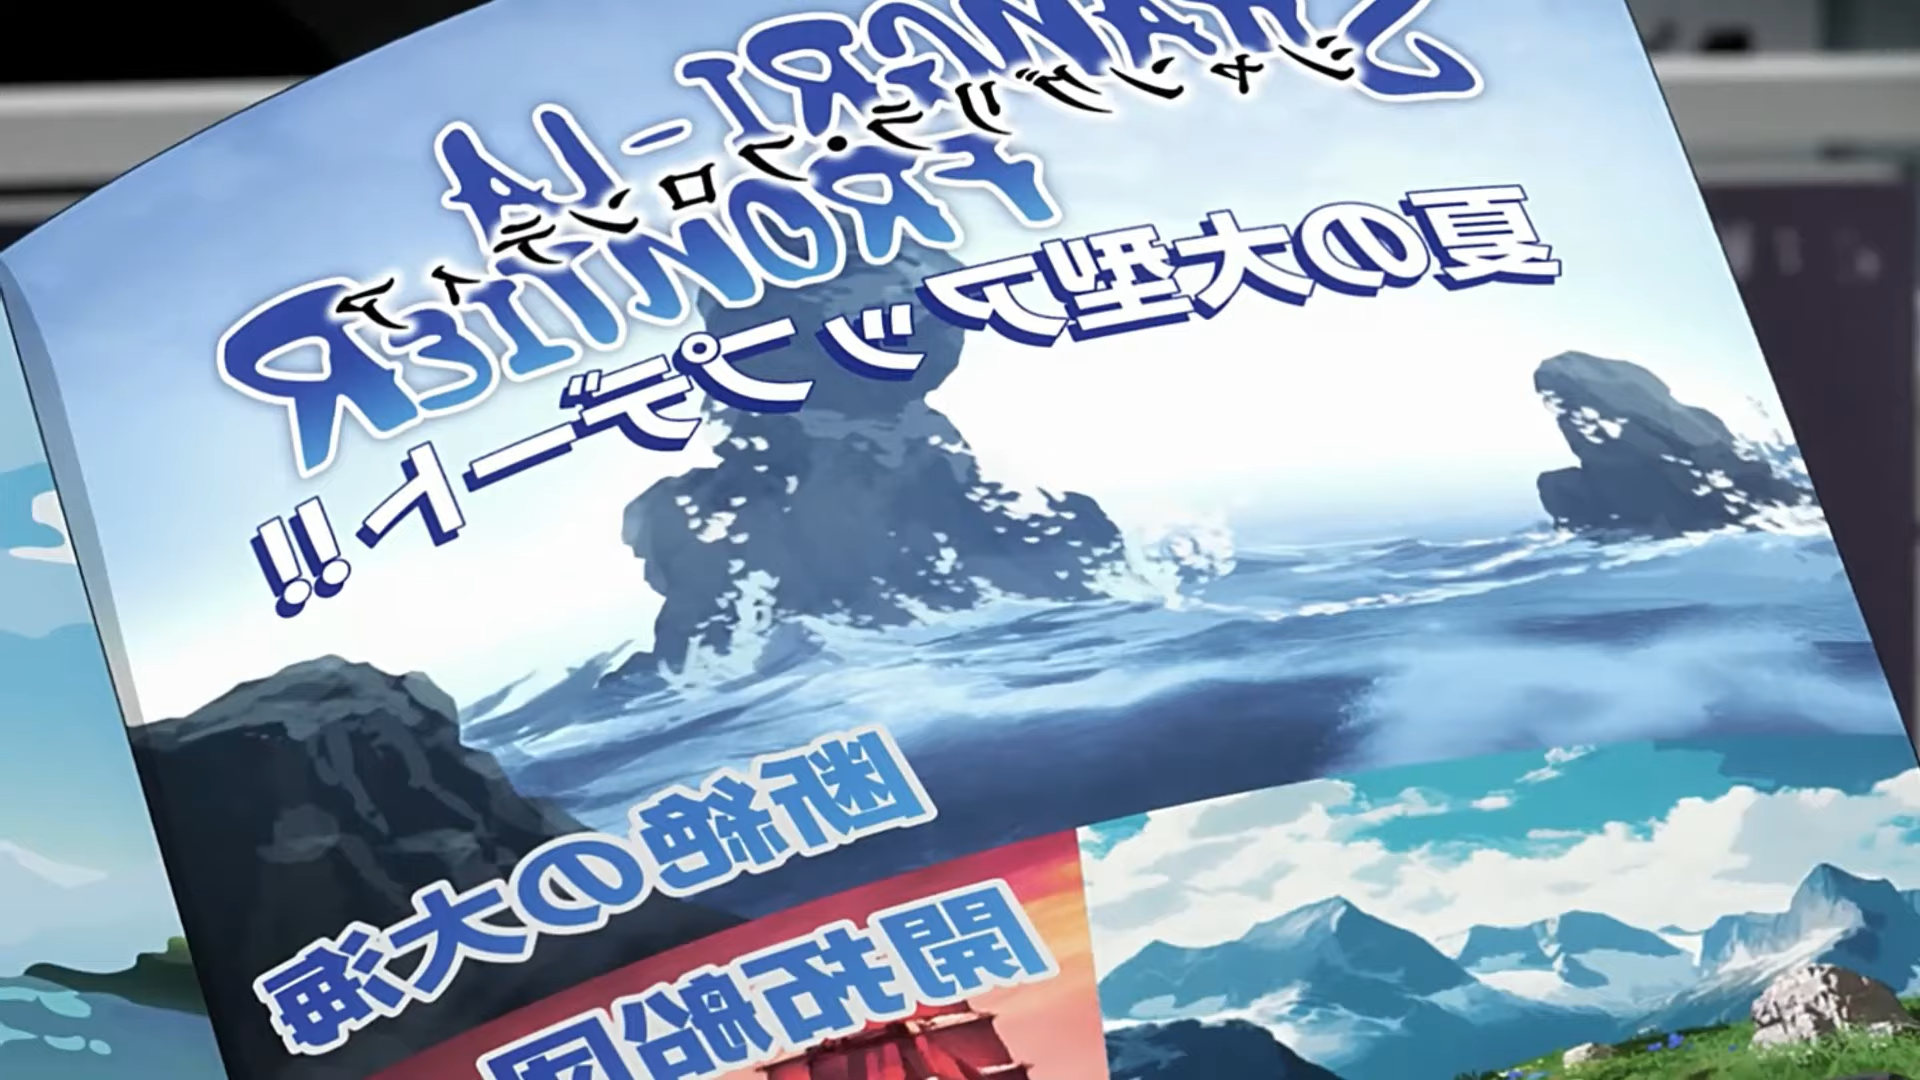 SHANGRI-LA
シャングリラ・フロンティア
FRONTIER
夏の大型アップデート!!
断絶の大海
開拓船団